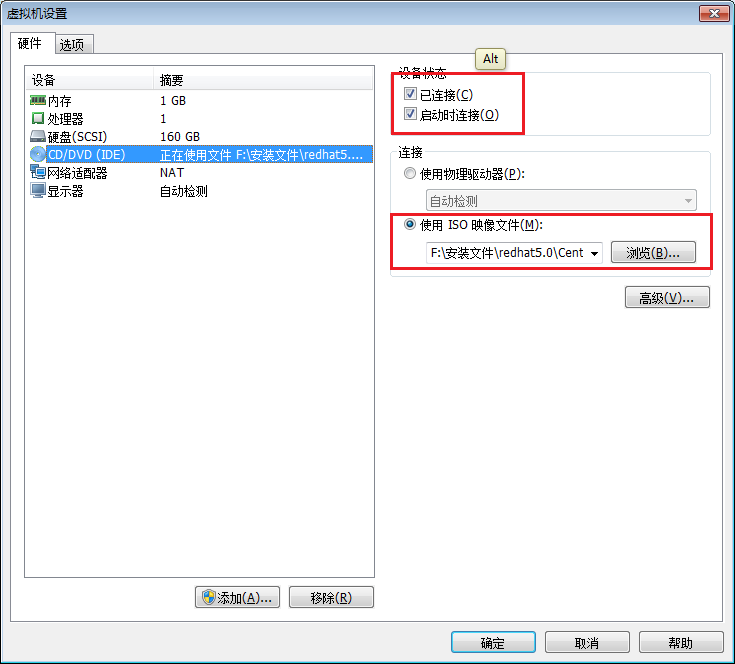 虚拟机设置
硬件 选项
设备 摘要
内存 1 GB
处理器 1
硬盘(SCSI) 160 GB
CD/DVD (IDE) 正在使用文件 F:\安装文件\redhat5....
网络适配器 NAT
显示器 自动检测
添加(A)... 移除(R)
Alt
设备状态
已连接(C)
启动时连接(O)
连接
使用物理驱动器(P):
自动检测
使用 ISO 映像文件(M):
F:\安装文件\redhat5.0\Cent 浏览(B)...
高级(V)...
确定 取消 帮助